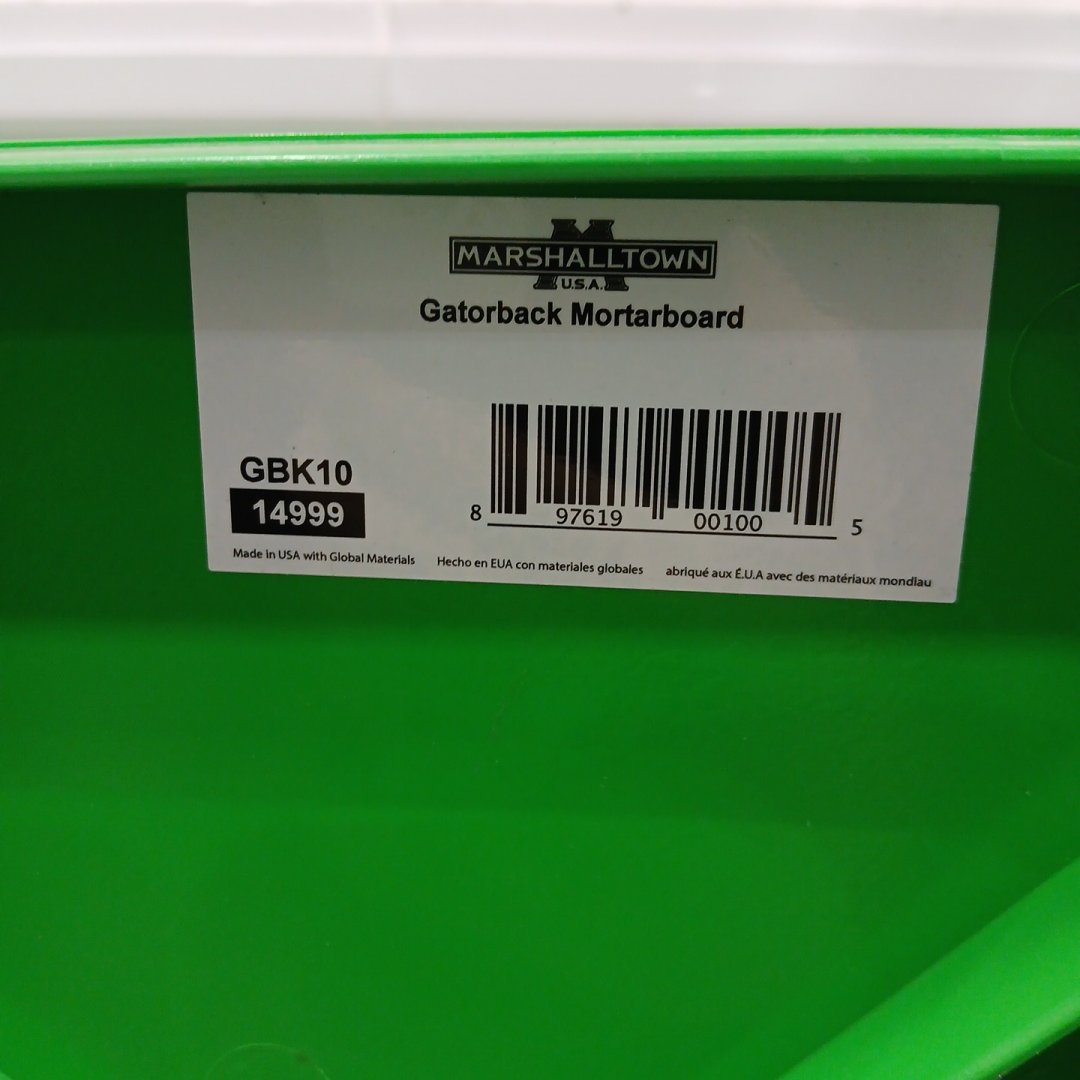 MARSHALLTOWN
U.S.A.
Gatorback Mortarboard
GBK10
14999
8 97619 00100 5
Made in USA with Global Materials Hecho en EUA con materiales globales abriqué aux É.U.A avec des matériaux mondiau